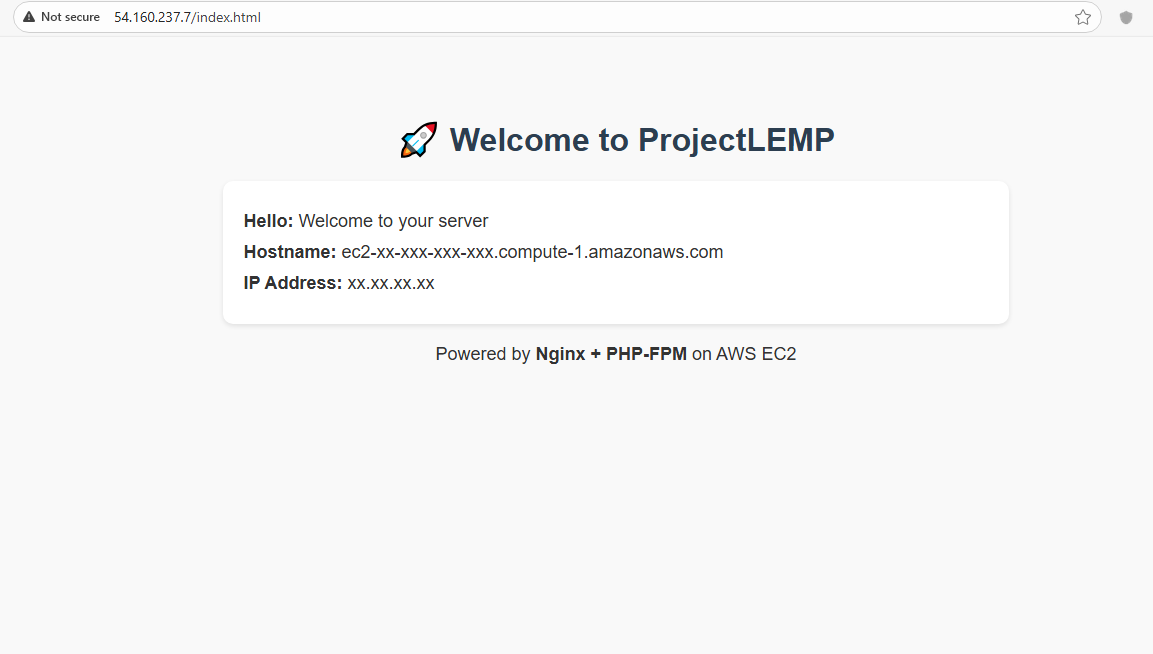 Not secure 54.160.237.7/index.html
🚀 Welcome to ProjectLEMP
Hello: Welcome to your server
Hostname: ec2-xx-xxx-xxx-xxx.compute-1.amazonaws.com
IP Address: xx.xx.xx.xx
Powered by Nginx + PHP-FPM on AWS EC2